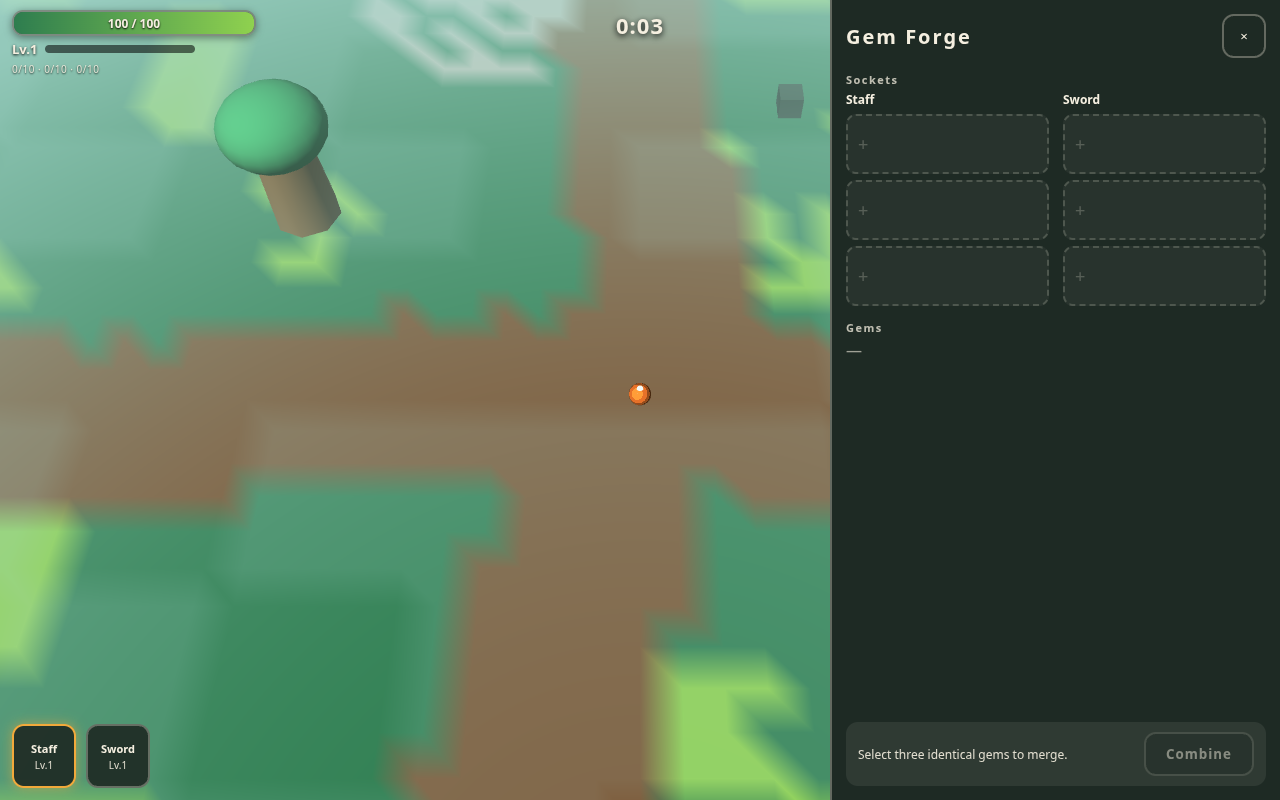 100 / 100
Lv.1
0/10 · 0/10 · 0/10
0:03
Gem Forge
×
Sockets
Staff
Sword
+
+
+
+
+
+
Gems
—
Staff
Lv.1
Sword
Lv.1
Select three identical gems to merge.
Combine